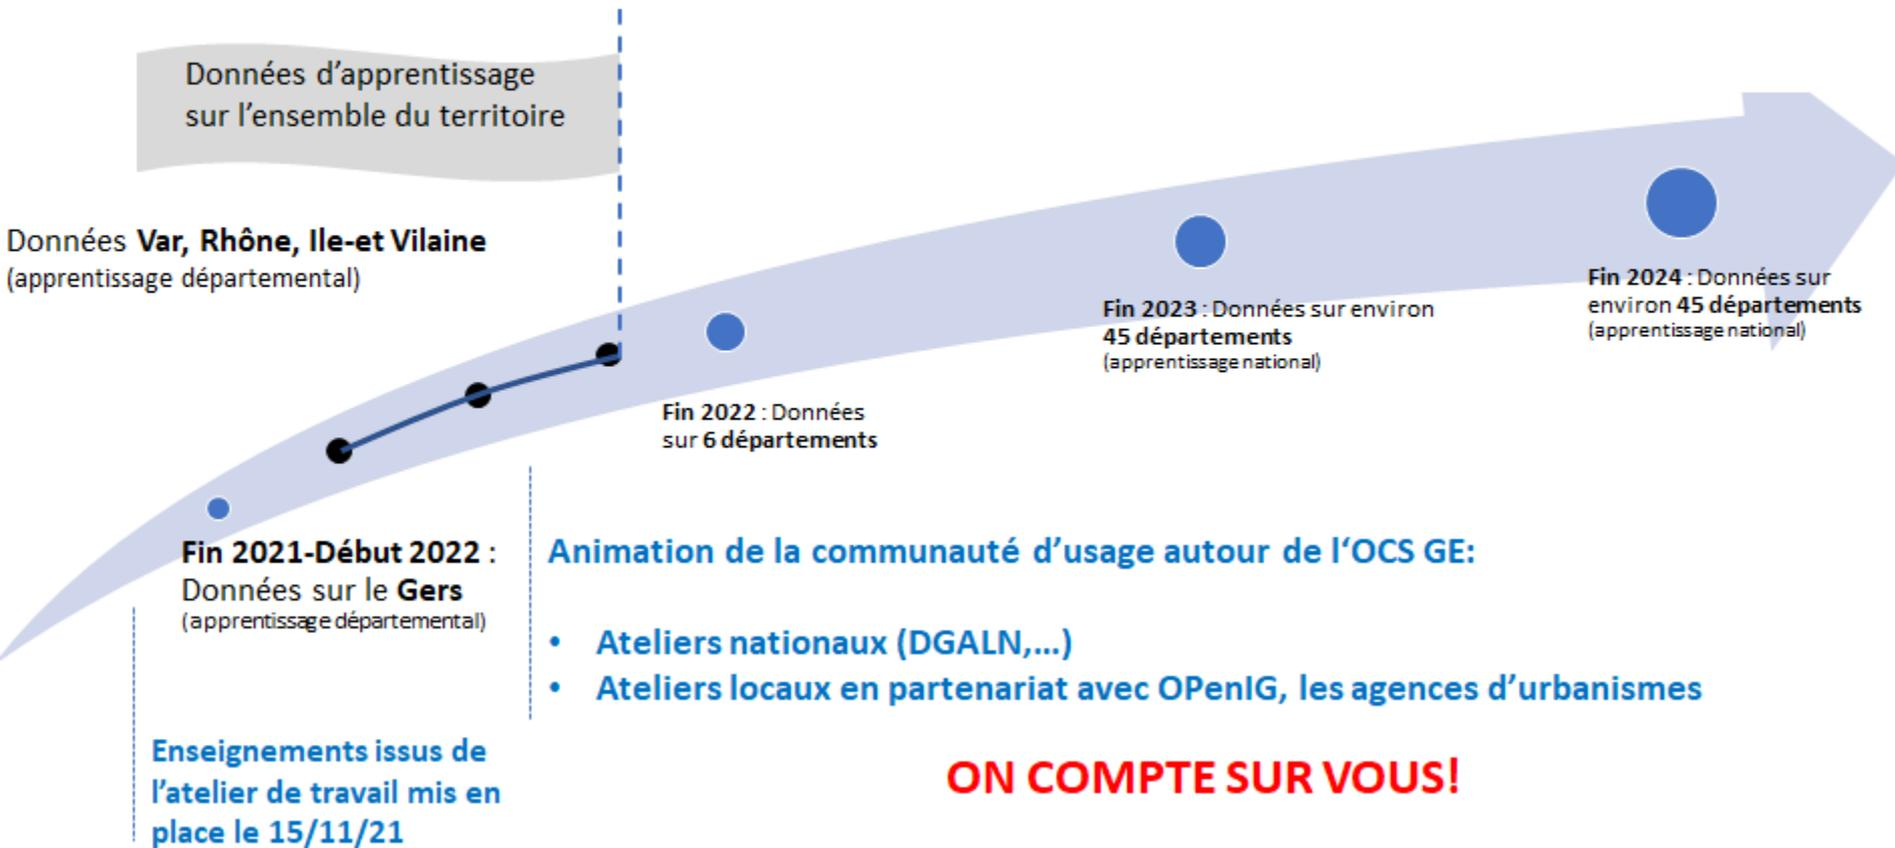 Données d’apprentissage
sur l’ensemble du territoire
Données Var, Rhône, Ile-et Vilaine
(apprentissage départemental)
Fin 2021-Début 2022 :
Données sur le Gers
(apprentissage départemental)
Fin 2022 : Données
sur 6 départements
Fin 2023 : Données sur environ
45 départements
(apprentissage national)
Fin 2024 : Données sur
environ 45 départements
(apprentissage national)
Enseignements issus de
l’atelier de travail mis en
place le 15/11/21
Animation de la communauté d’usage autour de l‘OCS GE:
• Ateliers nationaux (DGALN,...)
• Ateliers locaux en partenariat avec OPenIG, les agences d’urbanismes
ON COMPTE SUR VOUS!